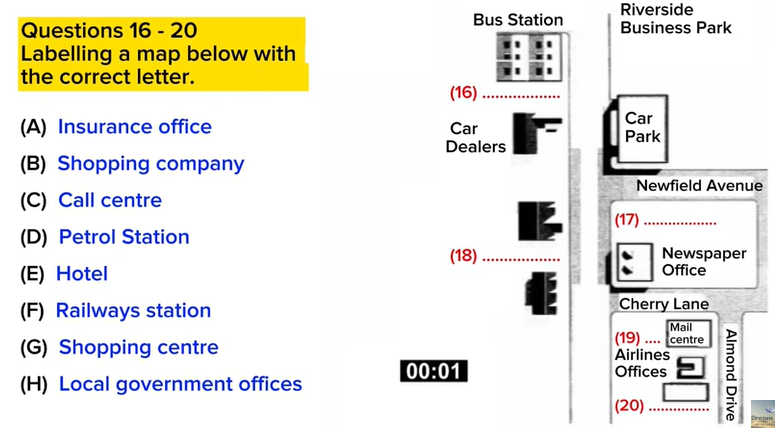 Questions 16 - 20
Labelling a map below with
the correct letter.
(A) Insurance office
(B) Shopping company
(C) Call centre
(D) Petrol Station
(E) Hotel
(F) Railways station
(G) Shopping centre
(H) Local government offices
00:01
Bus Station
(16) ..................
Car
Dealers
(18) ..................
Riverside
Business Park
Car
Park
Newfield Avenue
(17) .................
Newspaper
Office
Cherry Lane
(19) ....
Mail
centre
Airlines
Offices
(20) ..............
Almond Drive